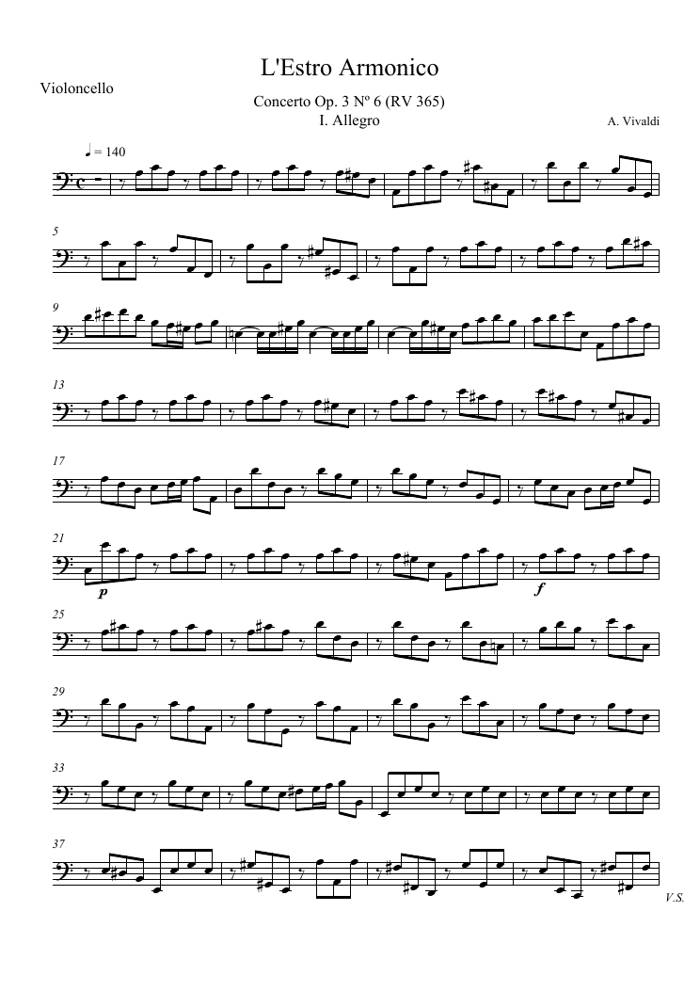 L'Estro Armonico
Violoncello
Concerto Op. 3 Nº 6 (RV 365)
I. Allegro
A. Vivaldi
♩ = 140
5
9
13
17
21
p
f
25
29
33
37
V.S.